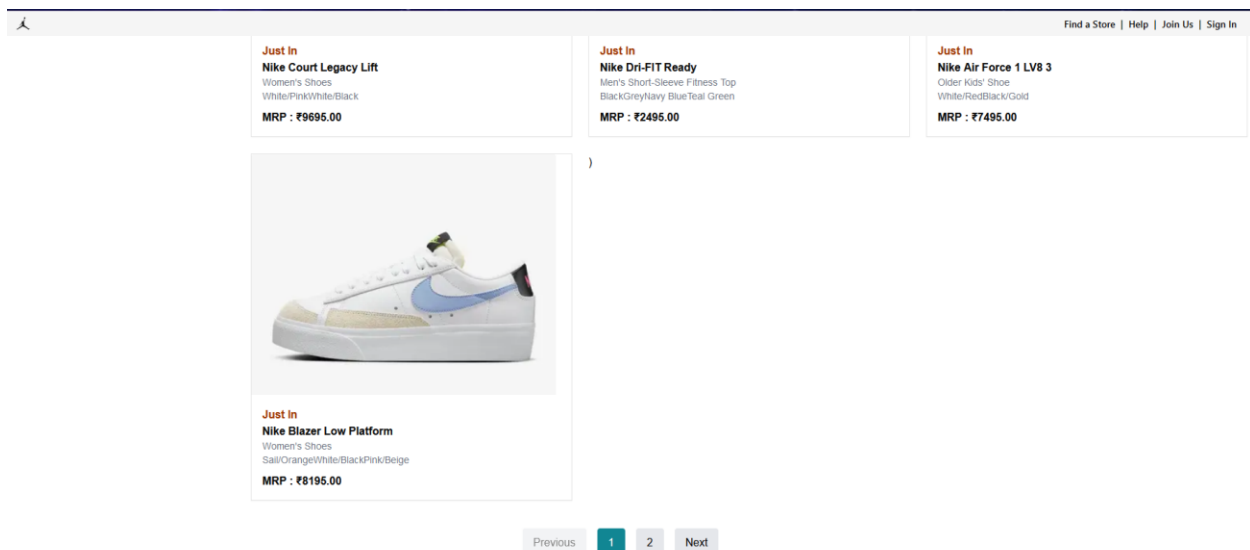 Find a Store | Help | Join Us | Sign In
Just In
Nike Court Legacy Lift
Women's Shoes
White/PinkWhite/Black
MRP : ₹9695.00
Just In
Nike Dri-FIT Ready
Men's Short-Sleeve Fitness Top
BlackGreyNavy BlueTeal Green
MRP : ₹2495.00
Just In
Nike Air Force 1 LV8 3
Older Kids' Shoe
White/RedBlack/Gold
MRP : ₹7495.00
)
Just In
Nike Blazer Low Platform
Women's Shoes
Sail/OrangeWhite/BlackPink/Beige
MRP : ₹8195.00
Previous 1 2 Next